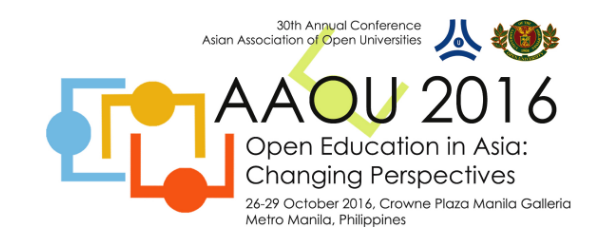 30th Annual Conference
Asian Association of Open Universities
AAOU 2016
Open Education in Asia:
Changing Perspectives
26-29 October 2016, Crowne Plaza Manila Galleria
Metro Manila, Philippines